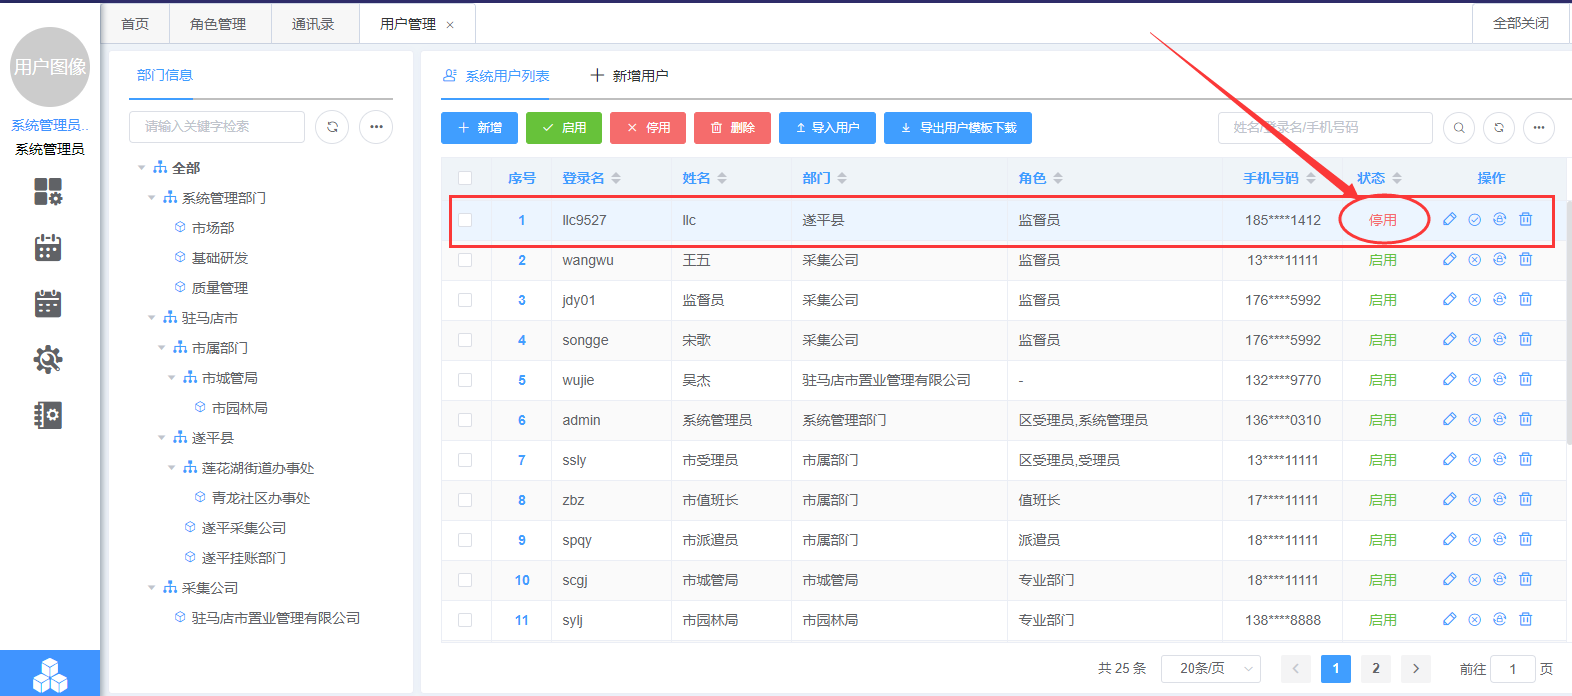 首页 角色管理 通讯录 用户管理 × 全部关闭
用户图像
系统管理员..
系统管理员
部门信息
请输入关键字检索
全部
系统管理部门
市场部
基础研发
质量管理
驻马店市
市属部门
市城管局
市园林局
遂平县
莲花湖街道办事处
青龙社区办事处
遂平采集公司
遂平挂账部门
采集公司
驻马店市置业管理有限公司
系统用户列表 新增用户
新增 启用 停用 删除 导入用户 导出用户模板下载 姓名/登录名/手机号码
序号 登录名 姓名 部门 角色 手机号码 状态 操作
1 llc9527 llc 遂平县 监督员 185****1412 停用
2 wangwu 王五 采集公司 监督员 13****11111 启用
3 jdy01 监督员 采集公司 监督员 176****5992 启用
4 songge 宋歌 采集公司 监督员 176****5992 启用
5 wujie 吴杰 驻马店市置业管理有限公司 - 132****9770 启用
6 admin 系统管理员 系统管理部门 区受理员,系统管理员 136****0310 启用
7 ssly 市受理员 市属部门 区受理员,受理员 13****11111 启用
8 zbz 市值班长 市属部门 值班长 17****11111 启用
9 spqy 市派遣员 市属部门 派遣员 18****11111 启用
10 scgj 市城管局 市城管局 专业部门 18****11111 启用
11 sylj 市园林局 市园林局 专业部门 138****8888 启用
共 25 条 20条/页 1 2 前往 1 页